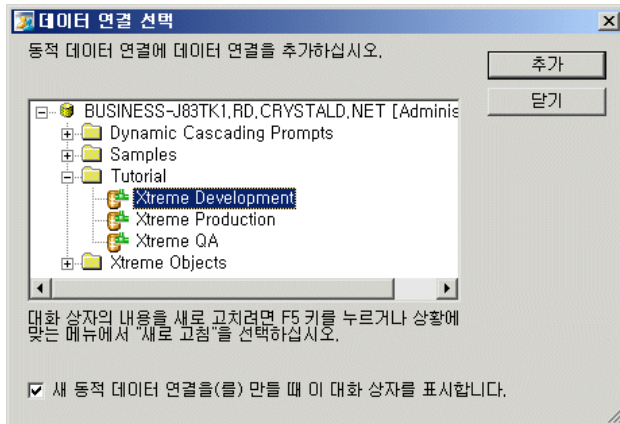 데이터 연결 선택
동적 데이터 연결에 데이터 연결을 추가하십시오.
추가
닫기
BUSINESS-J83TK1.RD.CRYSTALD.NET [Adminis
Dynamic Cascading Prompts
Samples
Tutorial
Xtreme Development
Xtreme Production
Xtreme QA
Xtreme Objects
대화 상자의 내용을 새로 고치려면 F5 키를 누르거나 상황에
맞는 메뉴에서 "새로 고침"을 선택하십시오.
새 동적 데이터 연결을(를) 만들 때 이 대화 상자를 표시합니다.